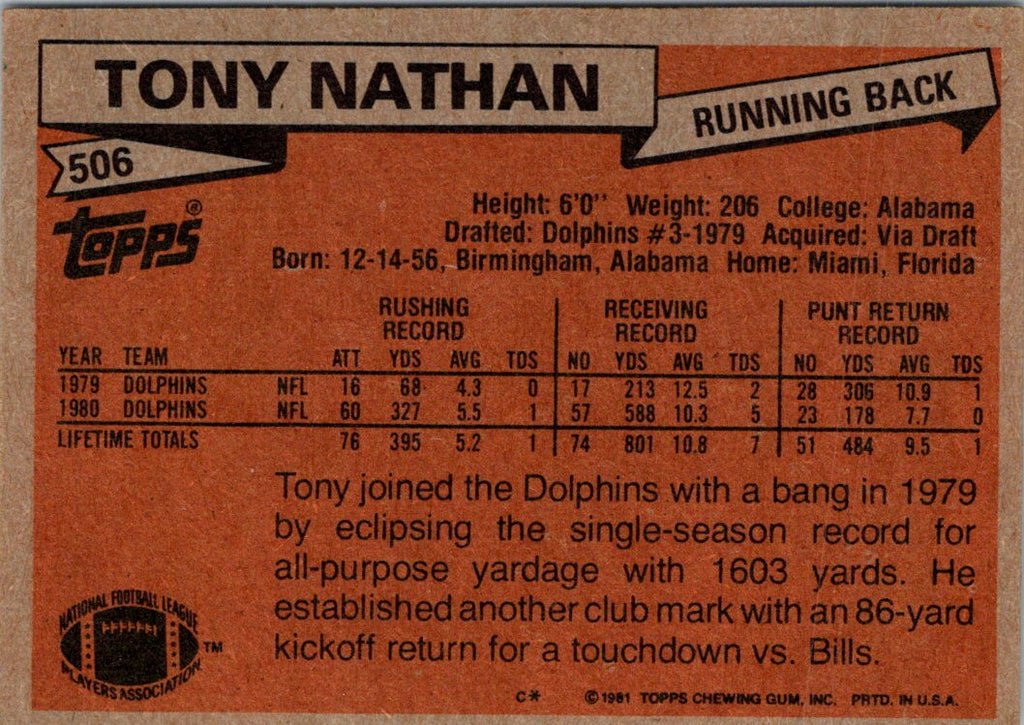 TONY NATHAN
RUNNING BACK
506
topps®
Height: 6'0" Weight: 206 College: Alabama
Drafted: Dolphins #3-1979 Acquired: Via Draft
Born: 12-14-56, Birmingham, Alabama Home: Miami, Florida
RUSHING RECORD RECEIVING RECORD PUNT RETURN RECORD
YEAR TEAM ATT YDS AVG TDS NO YDS AVG TDS NO YDS AVG TDS
1979 DOLPHINS NFL 16 68 4.3 0 17 213 12.5 2 28 306 10.9 1
1980 DOLPHINS NFL 60 327 5.5 1 57 588 10.3 5 23 178 7.7 0
LIFETIME TOTALS 76 395 5.2 1 74 801 10.8 7 51 484 9.5 1
Tony joined the Dolphins with a bang in 1979
by eclipsing the single-season record for
all-purpose yardage with 1603 yards. He
established another club mark with an 86-yard
kickoff return for a touchdown vs. Bills.
NATIONAL FOOTBALL LEAGUE
PLAYERS ASSOCIATION
TM
C* ©1981 TOPPS CHEWING GUM, INC. PRTD. IN U.S.A.